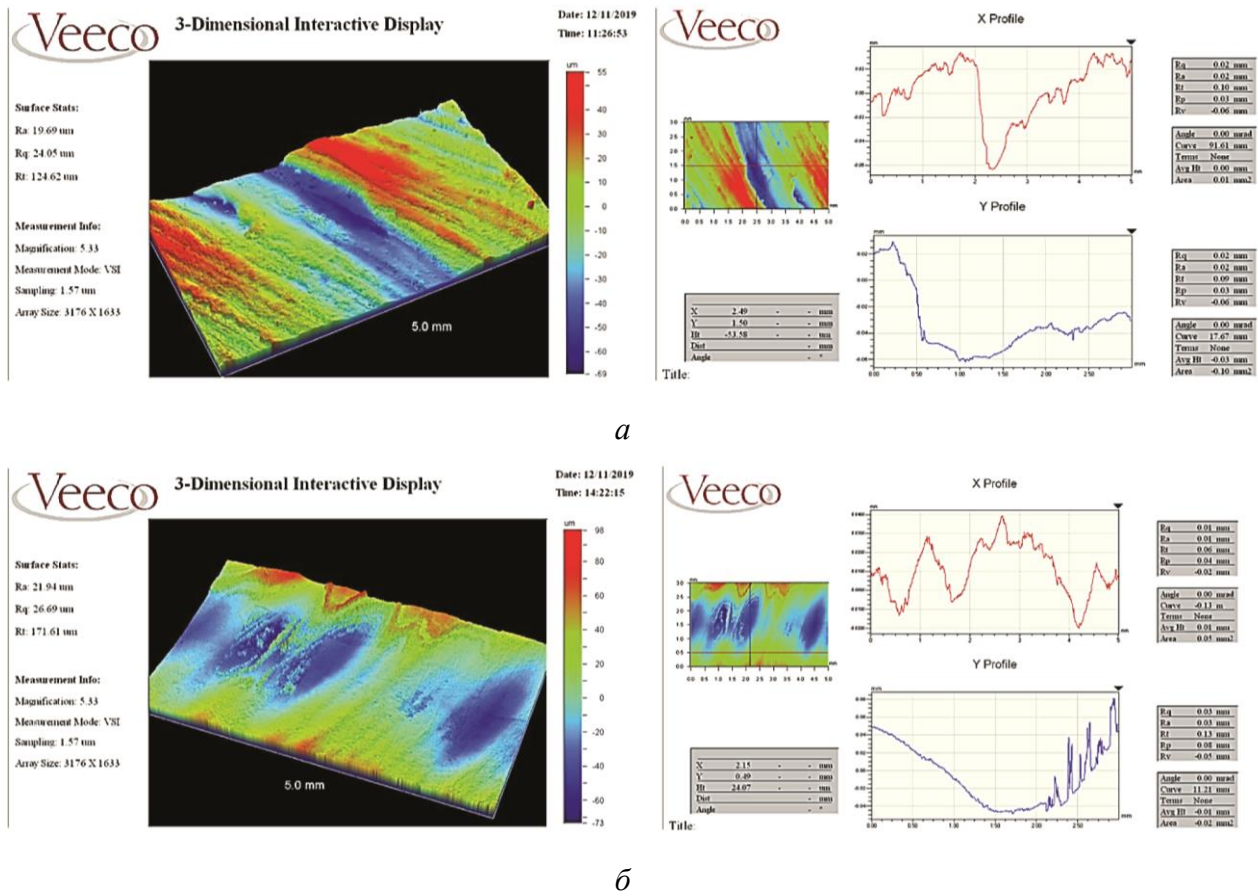 Veeco
3-Dimensional Interactive Display
Date: 12/11/2019
Time: 11:26:53
Surface Stats:
Ra: 19.69 um
Rq: 24.05 um
Rt: 124.62 um
Measurement Info:
Magnification: 5.33
Measurement Mode: VSI
Sampling: 1.57 um
Array Size: 3176 X 1633
5.0 mm
um
55
40
30
20
10
0
-10
-20
-30
-40
-50
-60
-69
Veeco
X Profile
Rq 0.02 mm
Ra 0.02 mm
Rt 0.10 mm
Rp 0.03 mm
Rv -0.06 mm
Angle 0.00 mrad
Curve 91.61 mm
Terms None
Avg Ht 0.00 mm
Area 0.01 mm2
Y Profile
Rq 0.02 mm
Ra 0.02 mm
Rt 0.09 mm
Rp 0.03 mm
Rv -0.06 mm
Angle 0.00 mrad
Curve 17.67 mm
Terms None
Avg Ht -0.03 mm
Area -0.10 mm2
X 2.49 - - mm
Y 1.50 - - mm
Ht -53.58 - - um
Dist - mm
Angle - °
Title:
а
Veeco
3-Dimensional Interactive Display
Date: 12/11/2019
Time: 14:22:15
Surface Stats:
Ra: 21.94 um
Rq: 26.69 um
Rt: 171.61 um
Measurement Info:
Magnification: 5.33
Measurement Mode: VSI
Sampling: 1.57 um
Array Size: 3176 X 1633
5.0 mm
um
98
80
60
40
20
0
-20
-40
-60
-73
Veeco
X Profile
Rq 0.01 mm
Ra 0.01 mm
Rt 0.06 mm
Rp 0.04 mm
Rv -0.02 mm
Angle 0.00 mrad
Curve -0.13 m
Terms None
Avg Ht 0.01 mm
Area 0.05 mm2
Y Profile
Rq 0.03 mm
Ra 0.03 mm
Rt 0.13 mm
Rp 0.08 mm
Rv -0.05 mm
Angle 0.00 mrad
Curve 11.21 mm
Terms None
Avg Ht -0.01 mm
Area -0.02 mm2
X 2.15 - - mm
Y 0.49 - - mm
Ht 24.07 - - um
Dist - mm
Angle - °
Title:
б